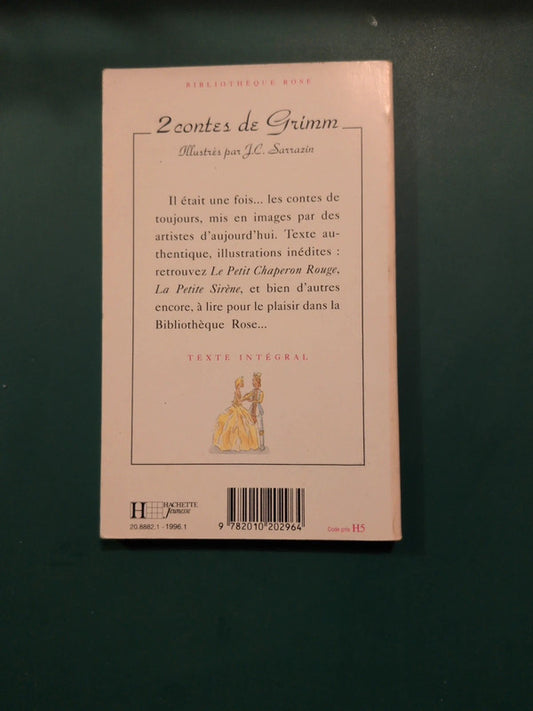 BIBLIOTHÈQUE ROSE
2 contes de Grimm
Illustrés par J.C. Sarrazin
Il était une fois... les contes de
toujours, mis en images par des
artistes d'aujourd'hui. Texte au-
thentique, illustrations inédites :
retrouvez Le Petit Chaperon Rouge,
La Petite Sirène, et bien d'autres
encore, à lire pour le plaisir dans la
Bibliothèque Rose...
TEXTE INTÉGRAL
H HACHETTE
Jeunesse
20.8882.1 - 1996.1
9 782010 202964
Code prix H5